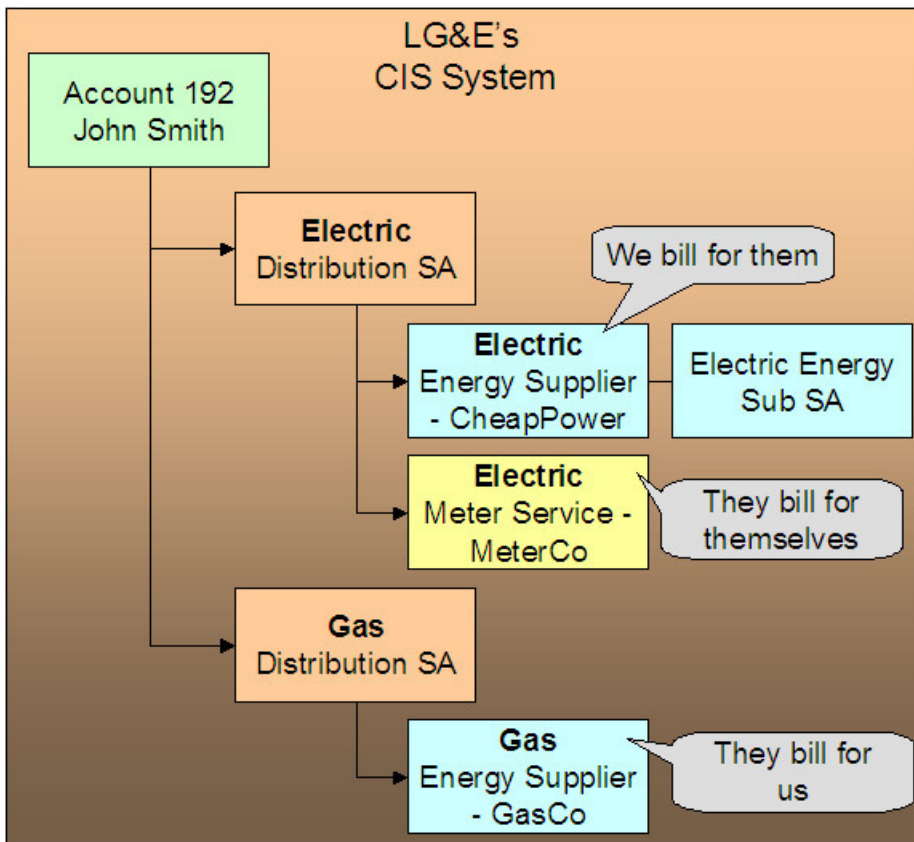 LG&E's
CIS System
Account 192
John Smith
Electric
Distribution SA
We bill for them
Electric
Energy Supplier
- CheapPower
Electric Energy
Sub SA
Electric
Meter Service -
MeterCo
They bill for
themselves
Gas
Distribution SA
Gas
Energy Supplier
- GasCo
They bill for
us